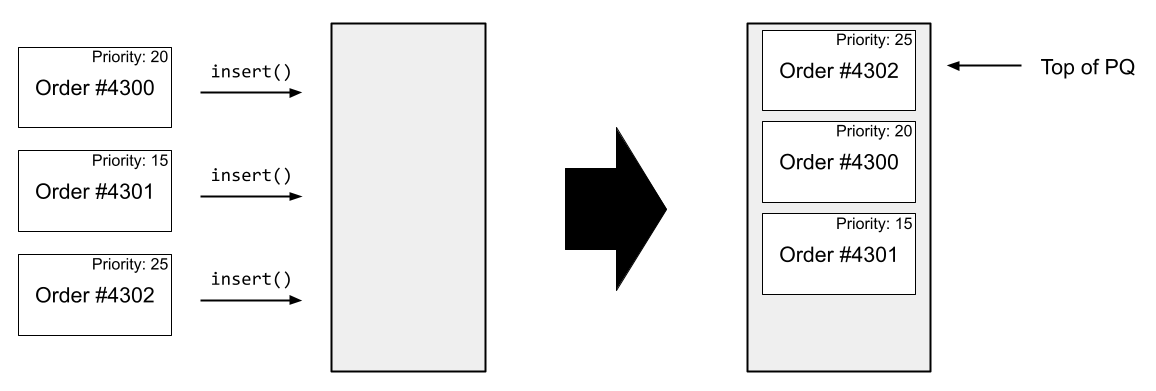 Priority: 20
Order #4300
insert()
Priority: 15
Order #4301
insert()
Priority: 25
Order #4302
insert()
Priority: 25
Order #4302
Top of PQ
Priority: 20
Order #4300
Priority: 15
Order #4301